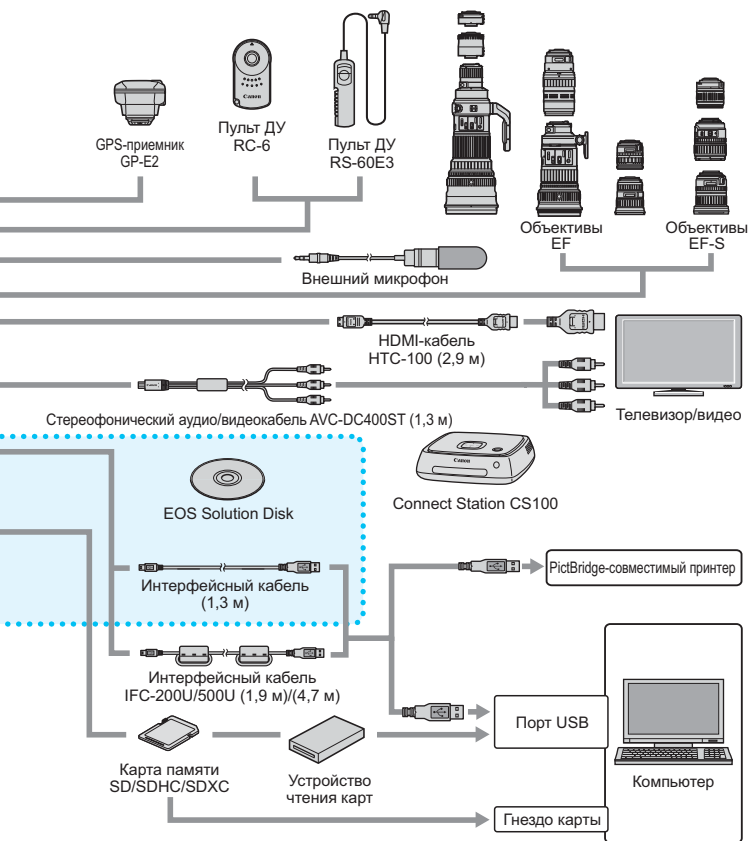 Canon
GPS-приемник
GP-E2
Пульт ДУ
RC-6
Пульт ДУ
RS-60E3
Объективы
EF
Объективы
EF-S
Внешний микрофон
HDMI-кабель
HTC-100 (2,9 м)
Стереофонический аудио/видеокабель AVC-DC400ST (1,3 м)
Телевизор/видео
EOS Solution Disk
Canon
Connect Station CS100
Интерфейсный кабель
(1,3 м)
PictBridge-совместимый принтер
Интерфейсный кабель
IFC-200U/500U (1,9 м)/(4,7 м)
Порт USB
Карта памяти
SD/SDHC/SDXC
Устройство
чтения карт
Компьютер
Гнездо карты